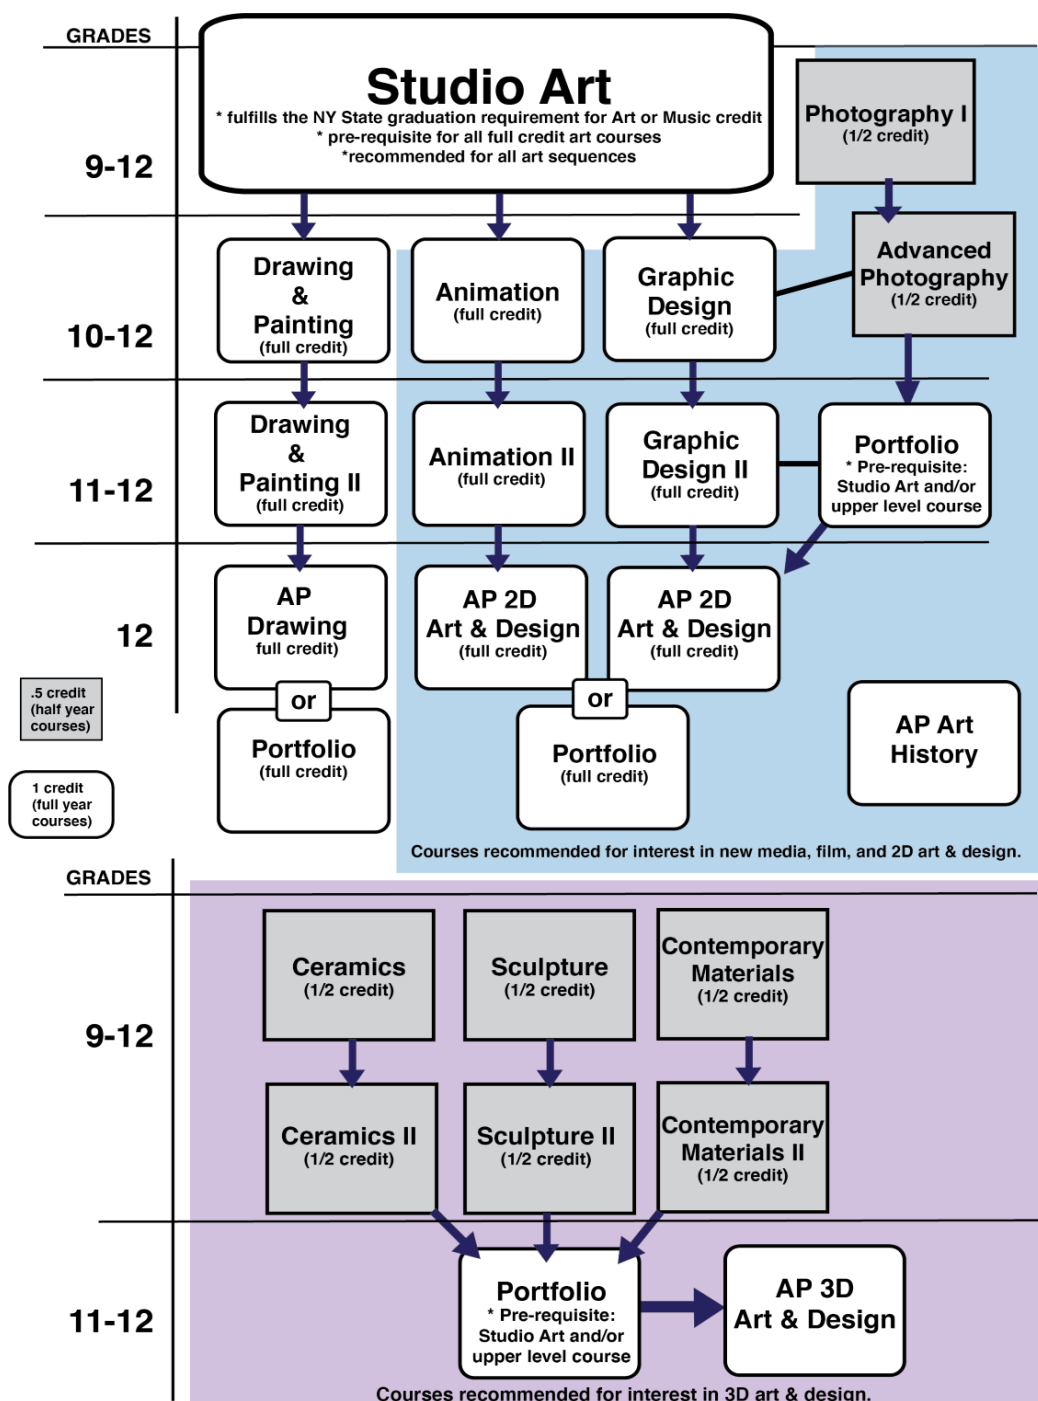 GRADES
Studio Art
* fulfills the NY State graduation requirement for Art or Music credit
* pre-requisite for all full credit art courses
*recommended for all art sequences
Photography I
(1/2 credit)
9-12
Drawing
&
Painting
(full credit)
Animation
(full credit)
Graphic
Design
(full credit)
Advanced
Photography
(1/2 credit)
10-12
Drawing
&
Painting II
(full credit)
Animation II
(full credit)
Graphic
Design II
(full credit)
Portfolio
* Pre-requisite:
Studio Art and/or
upper level course
11-12
AP
Drawing
full credit)
AP 2D
Art & Design
(full credit)
AP 2D
Art & Design
(full credit)
12
or
or
Portfolio
(full credit)
Portfolio
(full credit)
AP Art
History
.5 credit
(half year
courses)
1 credit
(full year
courses)
Courses recommended for interest in new media, film, and 2D art & design.
GRADES
Ceramics
(1/2 credit)
Sculpture
(1/2 credit)
Contemporary
Materials
(1/2 credit)
9-12
Ceramics II
(1/2 credit)
Sculpture II
(1/2 credit)
Contemporary
Materials II
(1/2 credit)
11-12
Portfolio
* Pre-requisite:
Studio Art and/or
upper level course
AP 3D
Art & Design
Courses recommended for interest in 3D art & design.